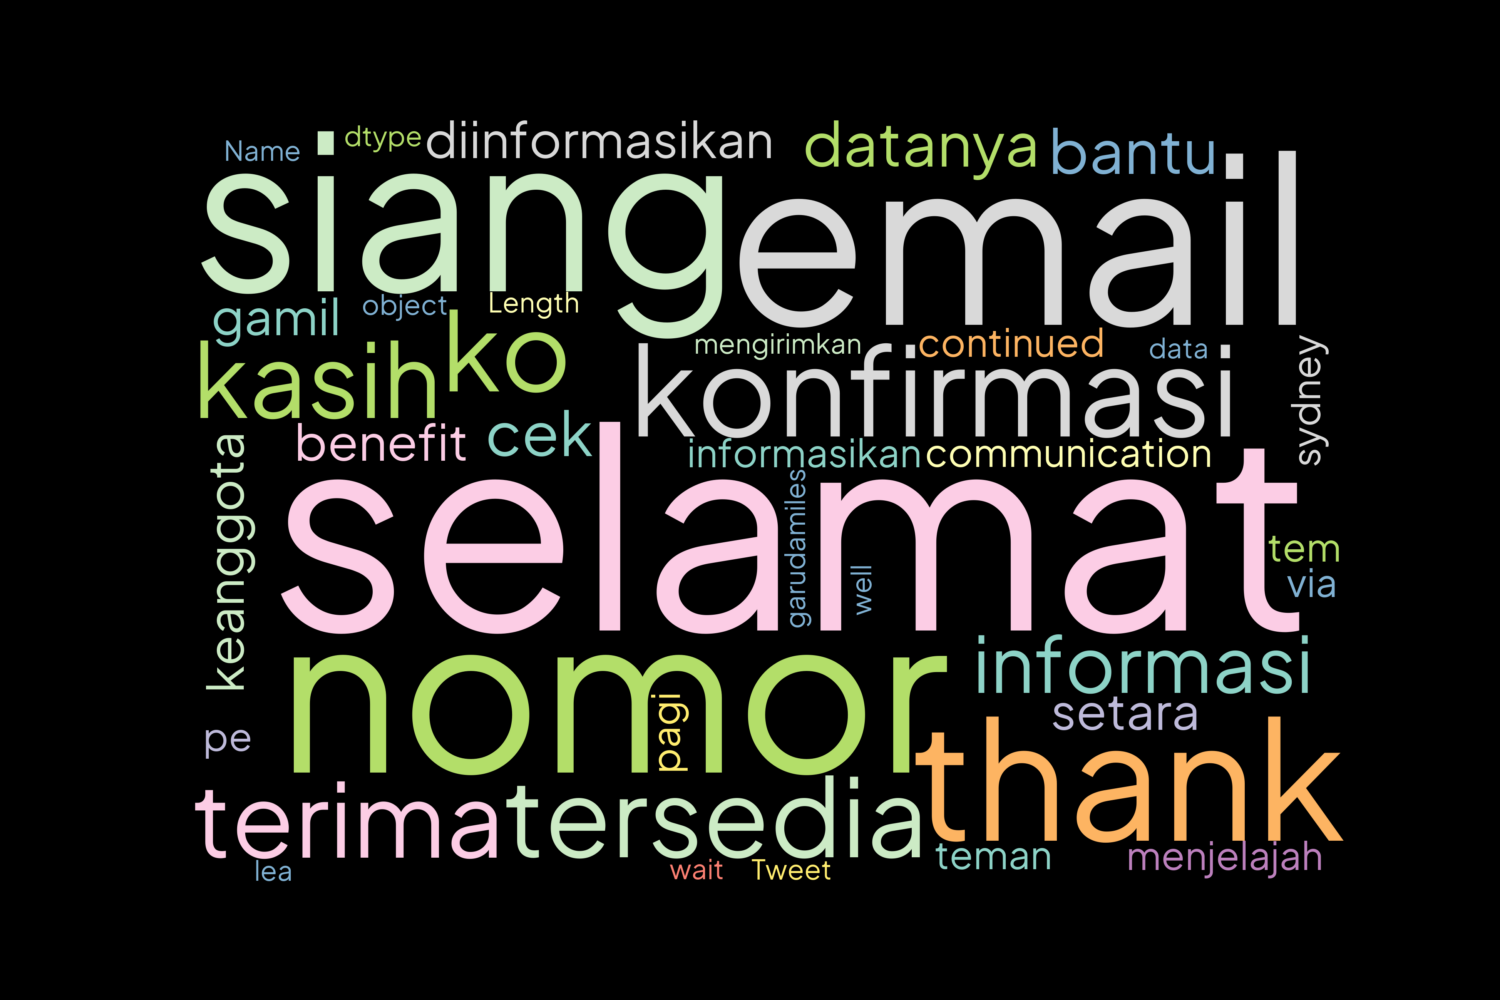 Name
dtype
diinformasikan
datanya
bantu
siang
email
gamil
object
Length
kasih
ko
mengirimkan
continued
data
konfirmasi
sydney
benefit
cek
informasikan
communication
keanggota
selamat
garudamiles
well
tem
via
nomor
pagi
informasi
setara
pe
thank
terima
tersedia
teman
menjelajah
lea
wait
Tweet